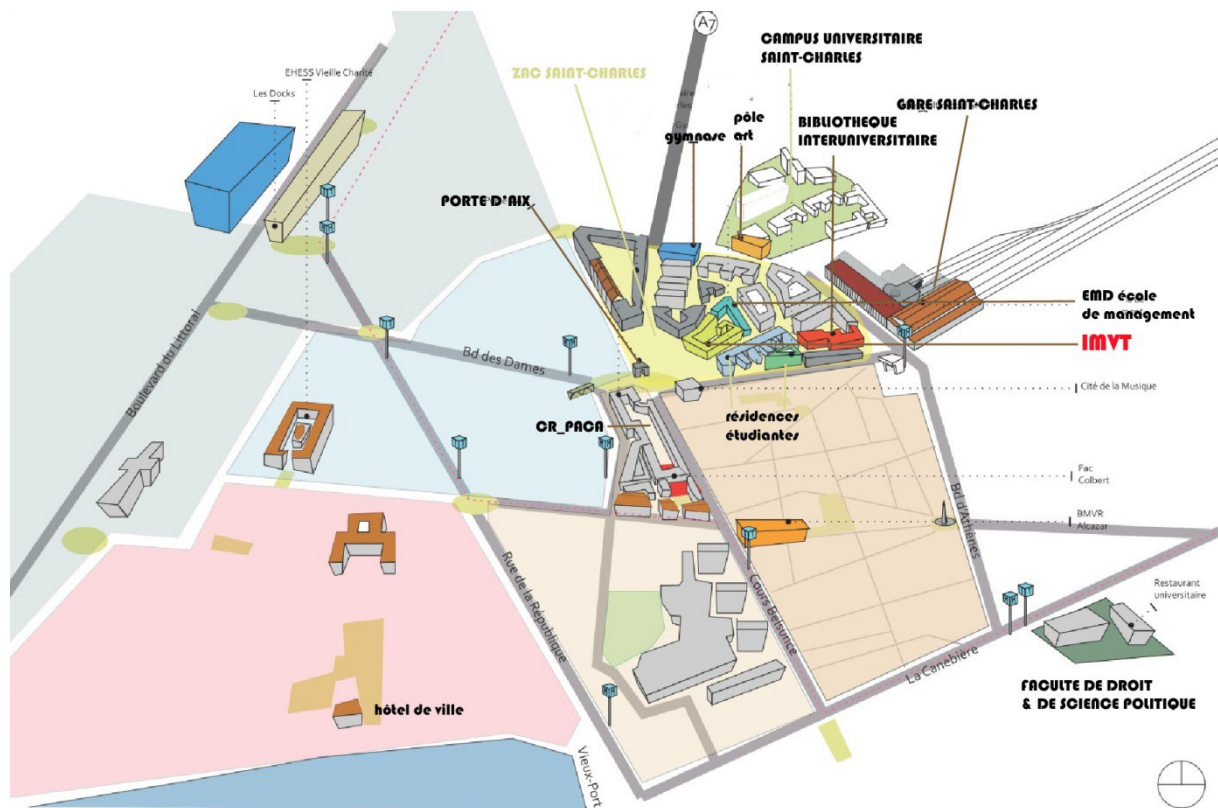 A7
CAMPUS UNIVERSITAIRE
SAINT-CHARLES
EHESS Vieille Charité
ZAC SAINT-CHARLES
Les Docks
GARE SAINT-CHARLES
pôle
art
gymnase
BIBLIOTHEQUE
INTERUNIVERSITAIRE
PORTE D'AIX
EMD école
de management
IMVT
Boulevard du Littoral
Bd des Dames
Cité de la Musique
résidences
étudiantes
CR_PACA
Fac
Colbert
Bd d'Athènes
BMVR
Alcazar
Rue de la République
Cours Belsunce
Restaurant
universitaire
La Canebière
FACULTE DE DROIT
& DE SCIENCE POLITIQUE
hôtel de ville
Vieux-Port